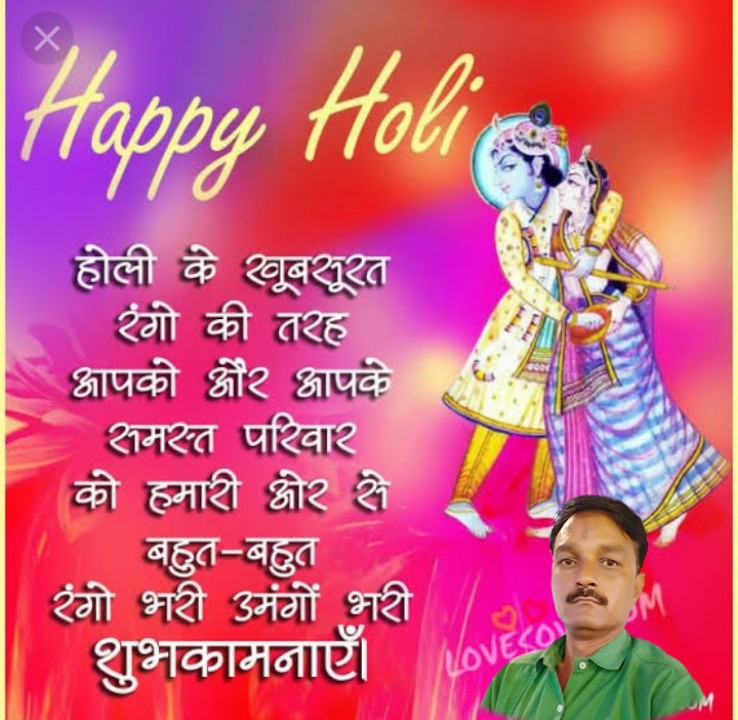 Happy Holi
होली के खूबसूरत
रंगो की तरह
आपको और आपके
समस्त परिवार
को हमारी ओर से
बहुत-बहुत
रंगो भरी उमंगों भरी
शुभकामनाएँ।